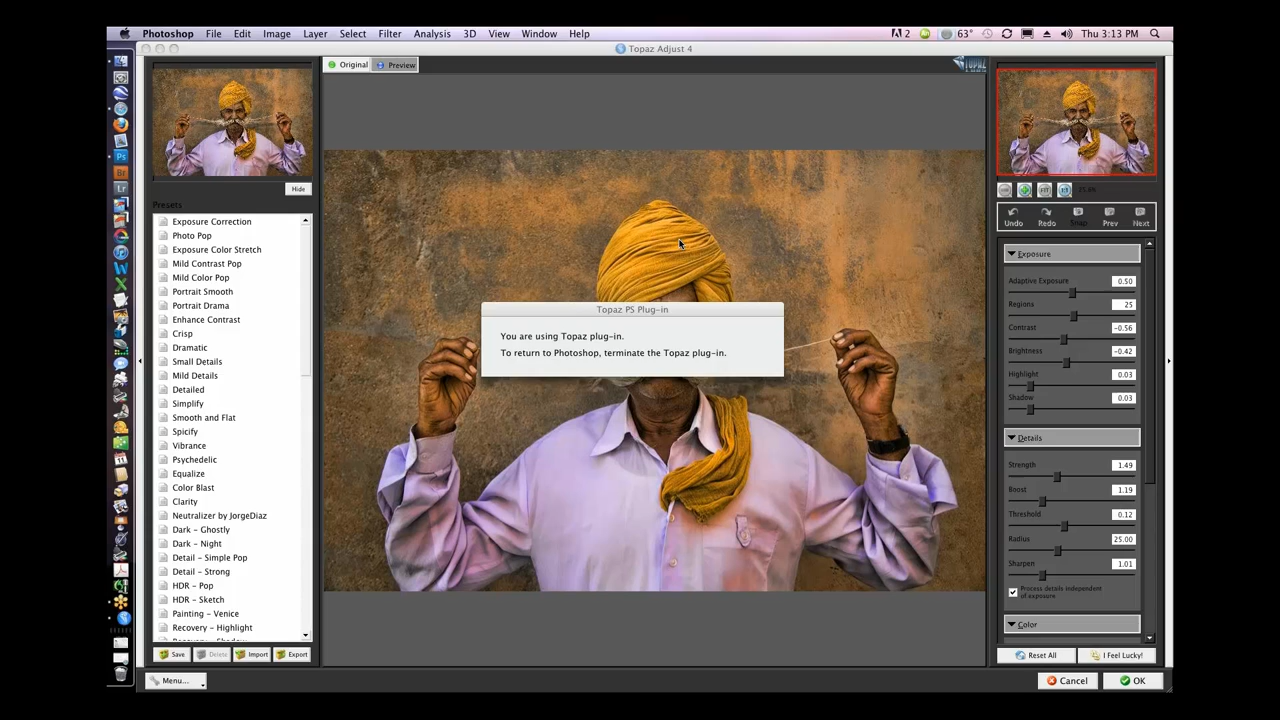 Photoshop File Edit Image Layer Select Filter Analysis 3D View Window Help 2 63° Thu 3:13 PM
Topaz Adjust 4
Original Preview
TOPAZ
Hide
Presets
Exposure Correction
Photo Pop
Exposure Color Stretch
Mild Contrast Pop
Mild Color Pop
Portrait Smooth
Portrait Drama
Enhance Contrast
Crisp
Dramatic
Small Details
Mild Details
Detailed
Simplify
Smooth and Flat
Spicify
Vibrance
Psychedelic
Equalize
Color Blast
Clarity
Neutralizer by JorgeDiaz
Dark - Ghostly
Dark - Night
Detail - Simple Pop
Detail - Strong
HDR - Pop
HDR - Sketch
Painting - Venice
Recovery - Highlight
Recovery - Shadow
Save Delete Import Export
Menu...
Topaz PS Plug-in
You are using Topaz plug-in.
To return to Photoshop, terminate the Topaz plug-in.
Undo Redo Snap Prev Next
Exposure
Adaptive Exposure 0.50
Regions 25
Contrast -0.56
Brightness -0.42
Highlight 0.03
Shadow 0.03
Details
Strength 1.49
Boost 1.19
Threshold 0.12
Radius 25.00
Sharpen 1.01
Process details independent
of exposure
Color
Reset All I Feel Lucky!
Cancel OK
Ps
Br
Lr